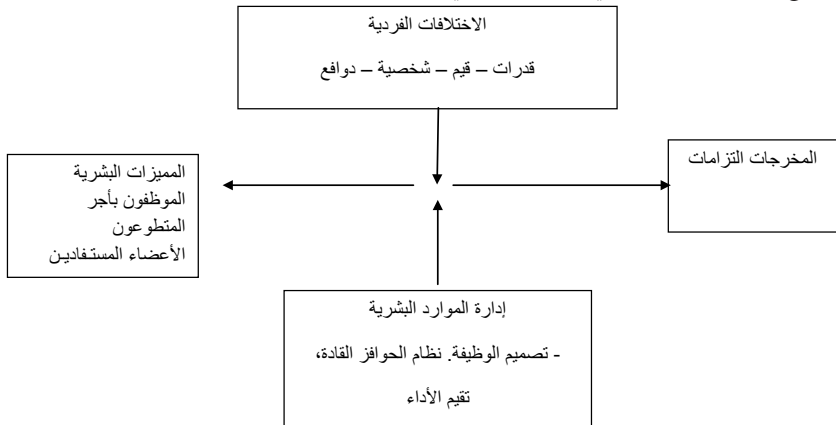 الاختلافات الفردية
قدرات – قيم – شخصية – دوافع
المخرجات التزامات
المميزات البشرية
الموظفون بأجر
المتطوعون
الأعضاء المستفادين
إدارة الموارد البشرية
- تصميم الوظيفة. نظام الحوافز القادة،
تقيم الأداء